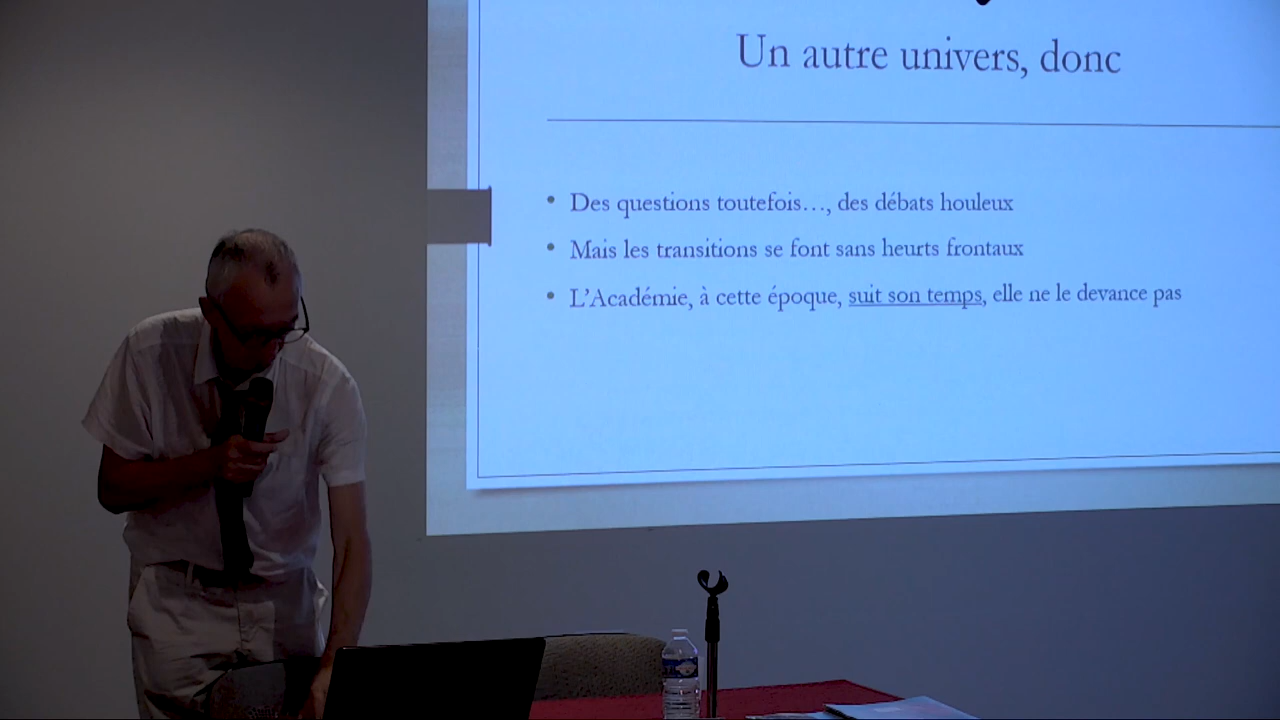 Un autre univers, donc
• Des questions toutefois…, des débats houleux
• Mais les transitions se font sans heurts frontaux
• L’Académie, à cette époque, suit son temps, elle ne le devance pas